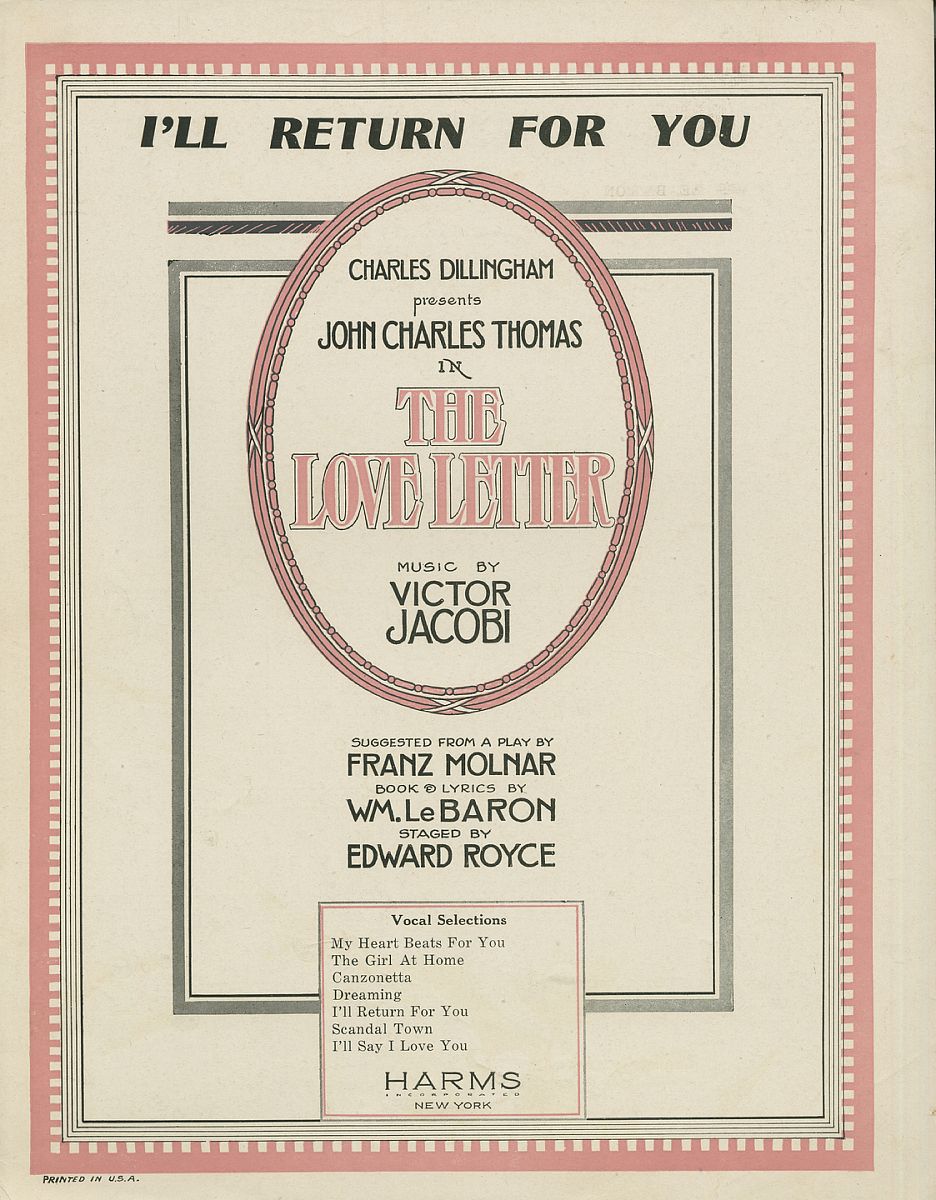 I'LL RETURN FOR YOU
CHARLES DILLINGHAM
presents
JOHN CHARLES THOMAS
IN
THE
LOVE LETTER
MUSIC BY
VICTOR
JACOBI
SUGGESTED FROM A PLAY BY
FRANZ MOLNAR
BOOK & LYRICS BY
WM. LeBARON
STAGED BY
EDWARD ROYCE
Vocal Selections
My Heart Beats For You
The Girl At Home
Canzonetta
Dreaming
I'll Return For You
Scandal Town
I'll Say I Love You
HARMS
INCORPORATED
NEW YORK
PRINTED IN U.S.A.